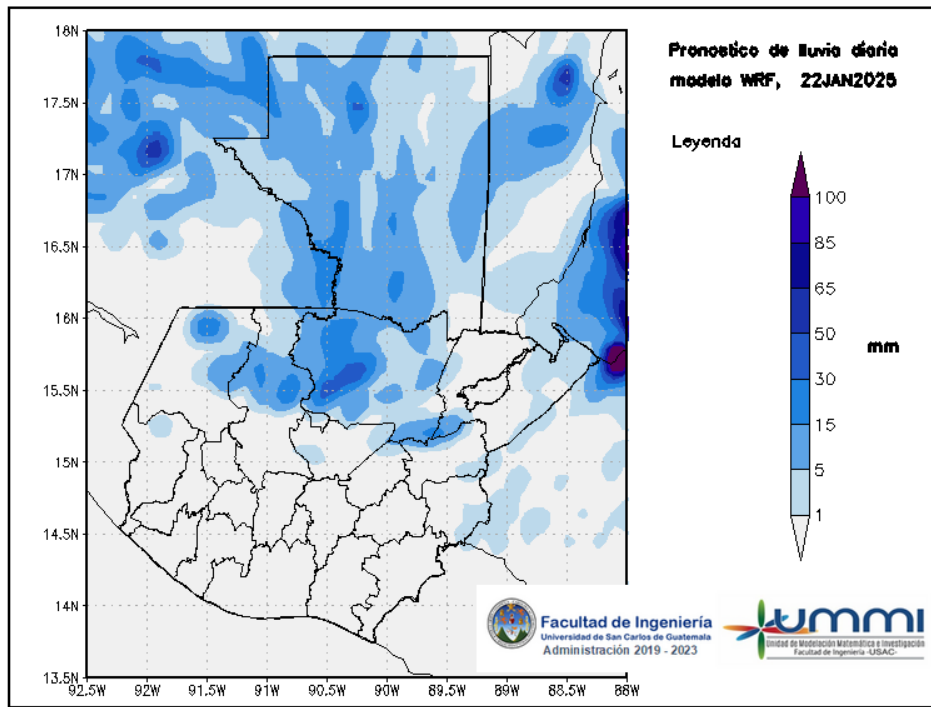 Pronostico de lluvia diaria
modelo WRF, 22JAN2025
Leyenda
100
85
65
50
30
15
5
1
mm
18N
17.5N
17N
16.5N
16N
15.5N
15N
14.5N
14N
13.5N
92.5W 92W 91.5W 91W 90.5W 90W 89.5W 89W 88.5W 88W
Facultad de Ingeniería
Universidad de San Carlos de Guatemala
Administración 2019 - 2023
ummi
Unidad de Modelación Matemática e Investigación
Facultad de Ingeniería -USAC-